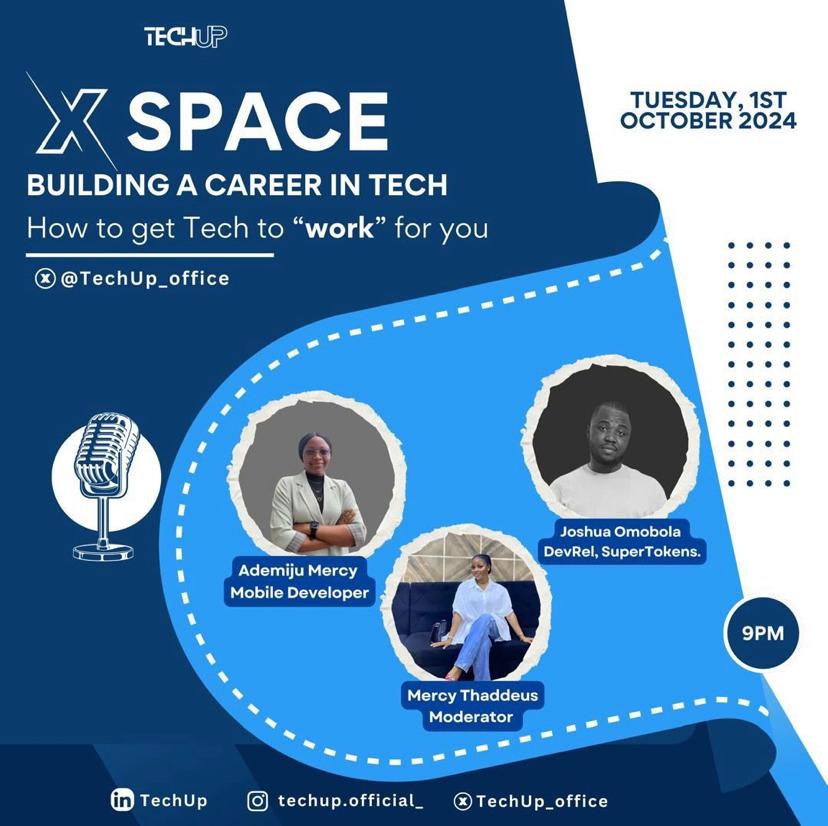 TECHUP
X SPACE
BUILDING A CAREER IN TECH
How to get Tech to “work” for you
@TechUp_office
TUESDAY, 1ST
OCTOBER 2024
Joshua Omobola
DevRel, SuperTokens.
Ademiju Mercy
Mobile Developer
Mercy Thaddeus
Moderator
9PM
in TechUp
techup.official_
X TechUp_office